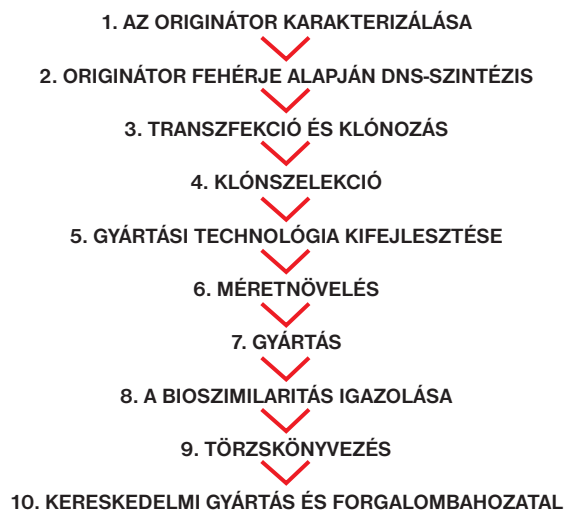 1. AZ ORIGINÁTOR KARAKTERIZÁLÁSA
2. ORIGINÁTOR FEHÉRJE ALAPJÁN DNS-SZINTÉZIS
3. TRANSZFEKCIÓ ÉS KLÓNOZÁS
4. KLÓNSZELEKCIÓ
5. GYÁRTÁSI TECHNOLÓGIA KIFEJLESZTÉSE
6. MÉRETNÖVELÉS
7. GYÁRTÁS
8. A BIOSZIMILARITÁS IGAZOLÁSA
9. TÖRZSKÖNYVEZÉS
10. KERESKEDELMI GYÁRTÁS ÉS FORGALOMBAHOZATAL